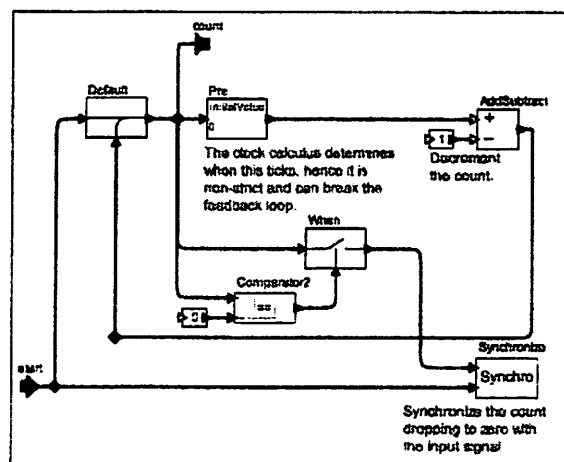 count
Default
Pre
initialValue
0
AddSubtract
+
−
1
Decrement
the count.
The clock calculus determines
when this ticks, hence it is
non-strict and can break the
feedback loop.
When
Comparator2
==
0
start
Synchronize
Synchro
Synchronize the count
dropping to zero with
the input signal